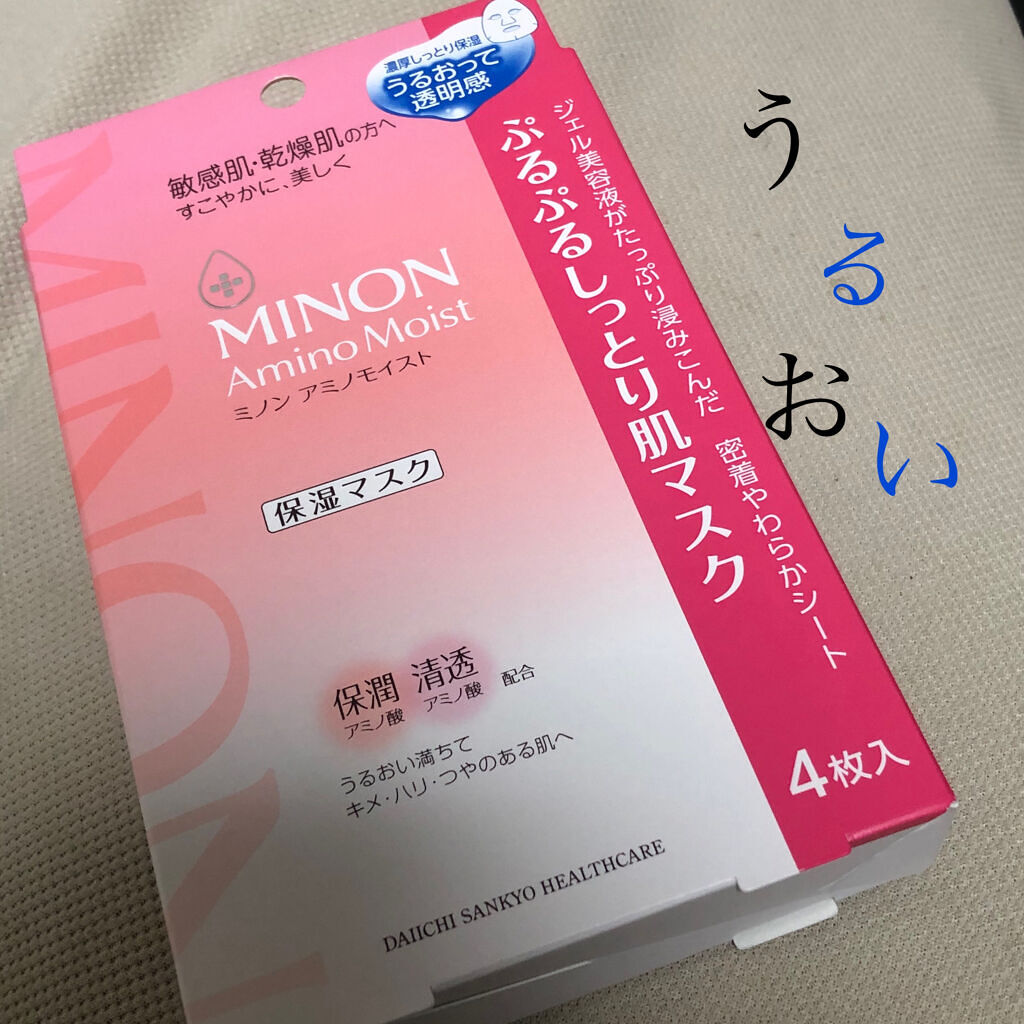 濃厚しっとり保湿
うるおって
透明感
敏感肌・乾燥肌の方へ
すこやかに、美しく
MINON
Amino Moist
ミノン アミノモイスト
保湿マスク
保潤 清透
アミノ酸 アミノ酸 配合
うるおい満ちて
キメ・ハリ・つやのある肌へ
DAIICHI SANKYO HEALTHCARE
MINON
ジェル美容液がたっぷり浸みこんだ 密着やわらかシート
ぷるぷるしっとり肌マスク
4枚入
うるおい